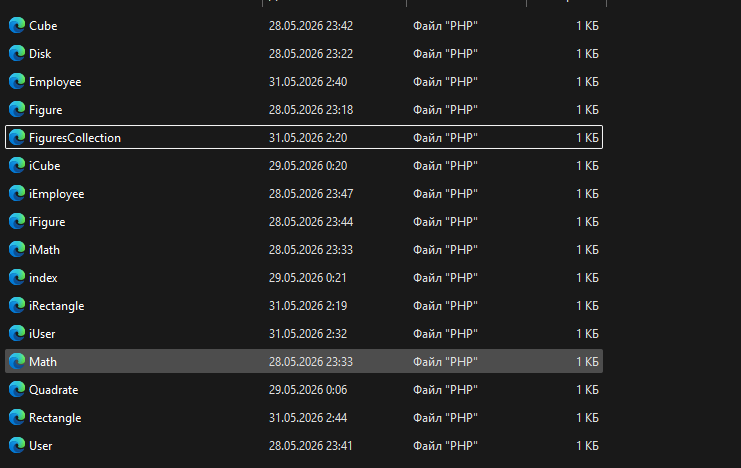 Cube 28.05.2026 23:42 Файл "PHP" 1 КБ
Disk 28.05.2026 23:22 Файл "PHP" 1 КБ
Employee 31.05.2026 2:40 Файл "PHP" 1 КБ
Figure 28.05.2026 23:18 Файл "PHP" 1 КБ
FiguresCollection 31.05.2026 2:20 Файл "PHP" 1 КБ
iCube 29.05.2026 0:20 Файл "PHP" 1 КБ
iEmployee 28.05.2026 23:47 Файл "PHP" 1 КБ
iFigure 28.05.2026 23:44 Файл "PHP" 1 КБ
iMath 28.05.2026 23:33 Файл "PHP" 1 КБ
index 29.05.2026 0:21 Файл "PHP" 1 КБ
iRectangle 31.05.2026 2:19 Файл "PHP" 1 КБ
iUser 31.05.2026 2:32 Файл "PHP" 1 КБ
Math 28.05.2026 23:33 Файл "PHP" 1 КБ
Quadrate 29.05.2026 0:06 Файл "PHP" 1 КБ
Rectangle 31.05.2026 2:44 Файл "PHP" 1 КБ
User 28.05.2026 23:41 Файл "PHP" 1 КБ